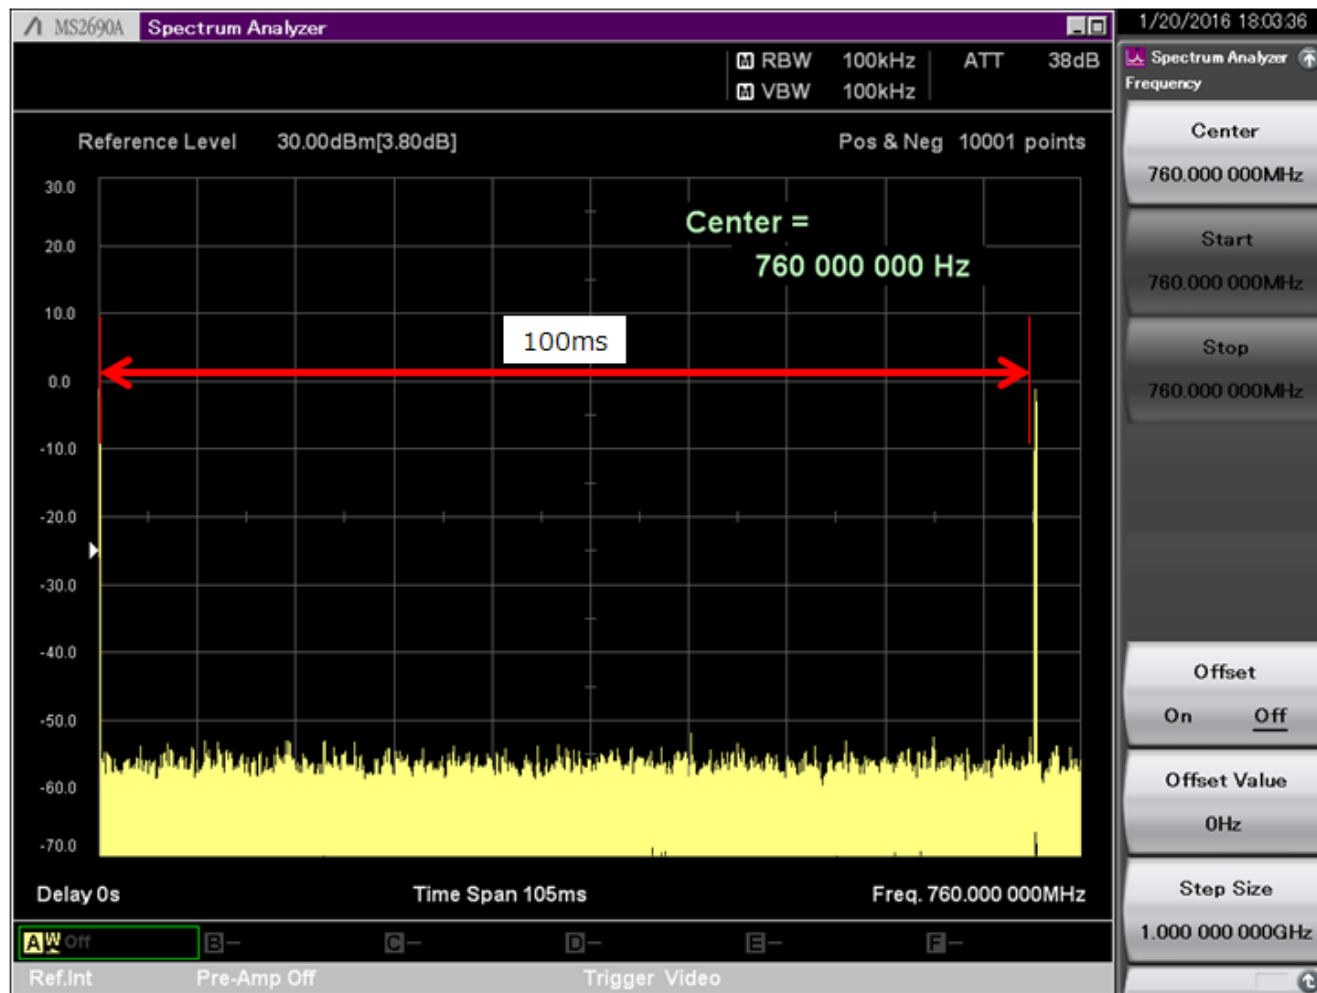 MS2690A Spectrum Analyzer
1/20/2016 18:03:36
M RBW 100kHz ATT 38dB
M VBW 100kHz
Reference Level 30.00dBm[3.80dB] Pos & Neg 10001 points
30.0
20.0
10.0
0.0
-10.0
-20.0
-30.0
-40.0
-50.0
-60.0
-70.0
Center =
760 000 000 Hz
100ms
Delay 0s Time Span 105ms Freq. 760.000 000MHz
A W Off B- C- D- E- F-
Ref.Int Pre-Amp Off Trigger Video
Spectrum Analyzer
Frequency
Center
760.000 000MHz
Start
760.000 000MHz
Stop
760.000 000MHz
Offset
On Off
Offset Value
0Hz
Step Size
1.000 000 000GHz